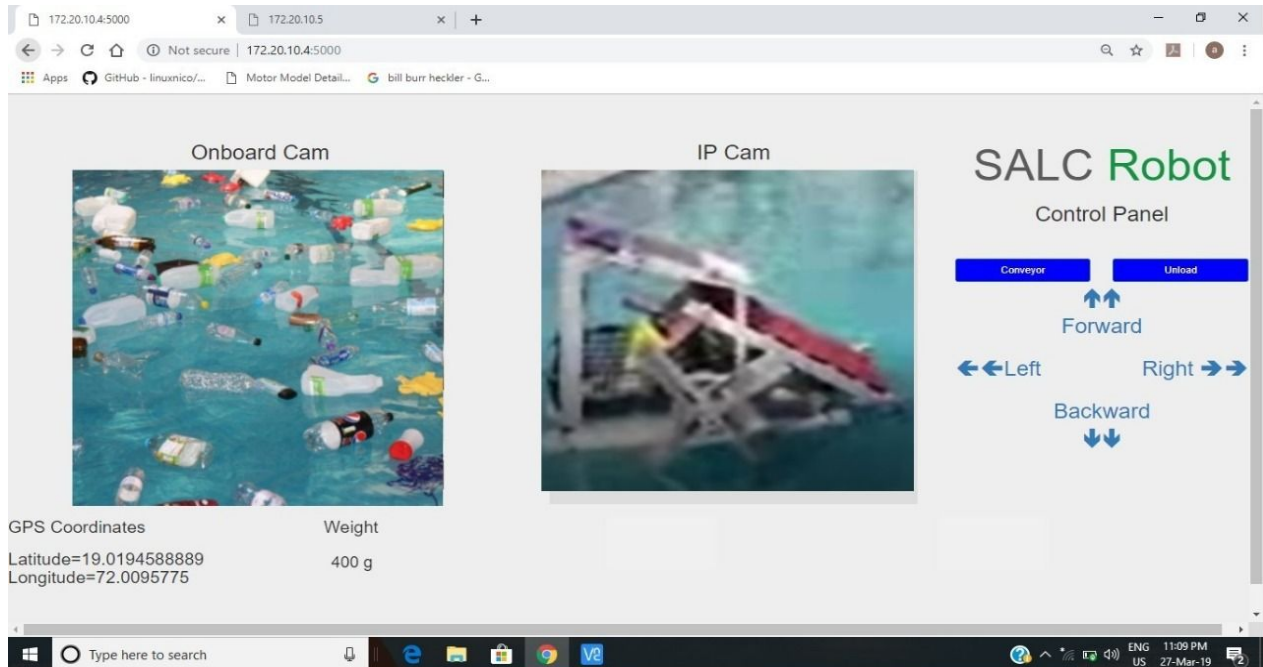 172.20.10.4:5000
172.20.10.5
Not secure | 172.20.10.4:5000
Apps
GitHub - linuxnico/...
Motor Model Detail...
bill burr heckler - G...
Onboard Cam
IP Cam
SALC Robot
Control Panel
Conveyor
Unload
Forward
Left
Right
Backward
GPS Coordinates
Weight
Latitude=19.0194588889
Longitude=72.0095775
400 g
Type here to search
ENG
US
11:09 PM
27-Mar-19